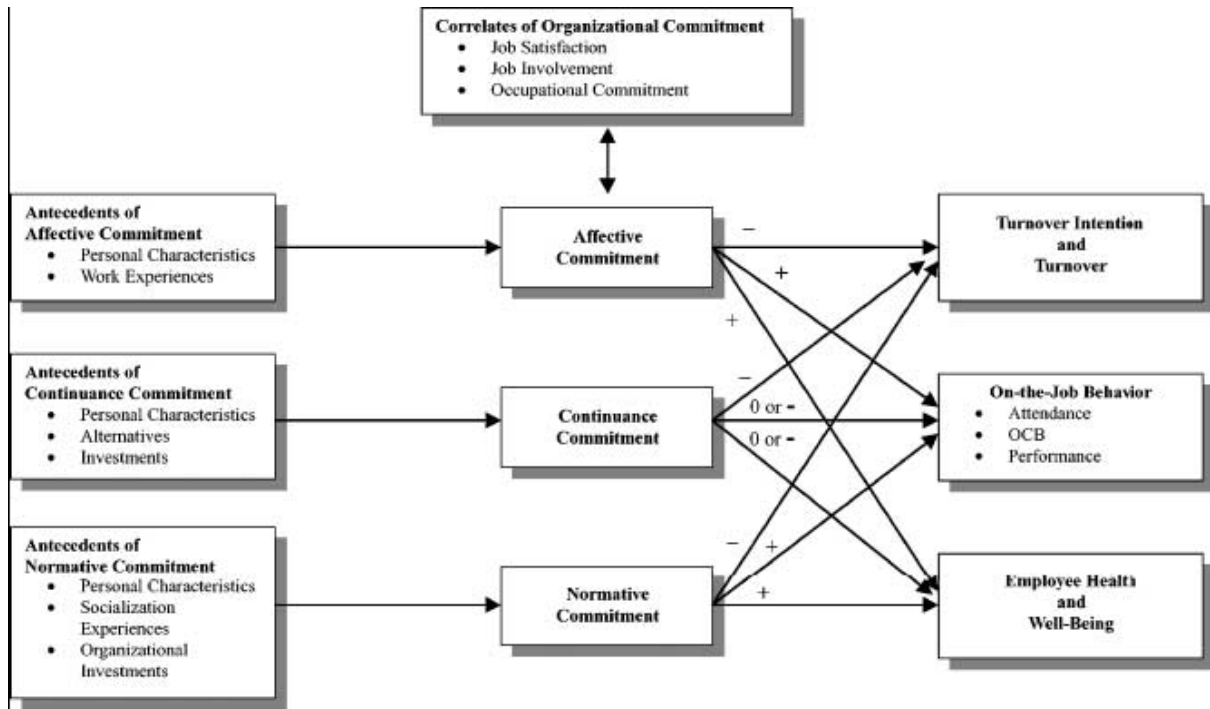 Correlates of Organizational Commitment
• Job Satisfaction
• Job Involvement
• Occupational Commitment
Antecedents of
Affective Commitment
• Personal Characteristics
• Work Experiences
Affective
Commitment
Turnover Intention
and
Turnover
−
+
+
Antecedents of
Continuance Commitment
• Personal Characteristics
• Alternatives
• Investments
Continuance
Commitment
−
0 or -
0 or -
On-the-Job Behavior
• Attendance
• OCB
• Performance
Antecedents of
Normative Commitment
• Personal Characteristics
• Socialization
Experiences
• Organizational
Investments
Normative
Commitment
−
+
+
Employee Health
and
Well-Being